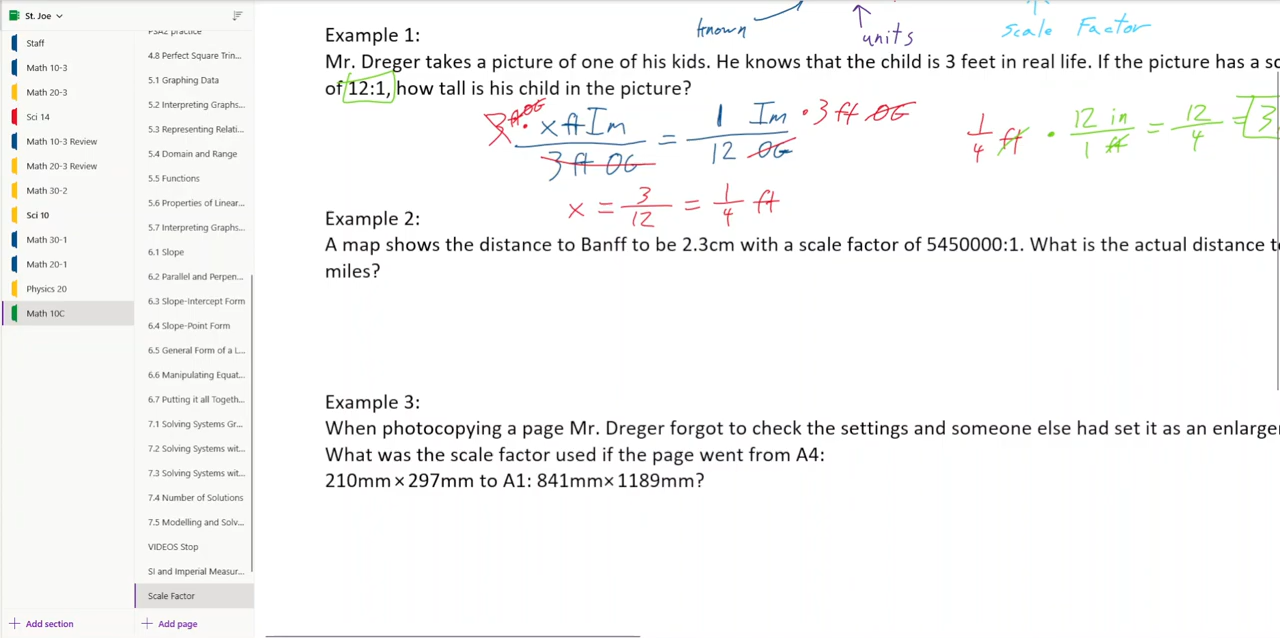 St. Joe
Staff
Math 10-3
Math 20-3
Sci 14
Math 10-3 Review
Math 20-3 Review
Math 30-2
Sci 10
Math 30-1
Math 20-1
Physics 20
Math 10C
Add section
PSAE practice
4.8 Perfect Square Trin...
5.1 Graphing Data
5.2 Interpreting Graphs...
5.3 Representing Relati...
5.4 Domain and Range
5.5 Functions
5.6 Properties of Linear...
5.7 Interpreting Graphs...
6.1 Slope
6.2 Parallel and Perpen...
6.3 Slope-Intercept Form
6.4 Slope-Point Form
6.5 General Form of a L...
6.6 Manipulating Equat...
6.7 Putting it all Togeth...
7.1 Solving Systems Gr...
7.2 Solving Systems wit...
7.3 Solving Systems wit...
7.4 Number of Solutions
7.5 Modelling and Solv...
VIDEOS Stop
SI and Imperial Measur...
Scale Factor
Add page
known
units
Scale Factor
Example 1:
Mr. Dreger takes a picture of one of his kids. He knows that the child is 3 feet in real life. If the picture has a sc
of 12:1, how tall is his child in the picture?
3 ft OG · x ft Im / 3 ft OG = 1 Im / 12 OG · 3 ft OG
1/4 ft · 12 in / 1 ft = 12/4 = 3
x = 3/12 = 1/4 ft
Example 2:
A map shows the distance to Banff to be 2.3cm with a scale factor of 5450000:1. What is the actual distance to
miles?
Example 3:
When photocopying a page Mr. Dreger forgot to check the settings and someone else had set it as an enlarger
What was the scale factor used if the page went from A4:
210mm×297mm to A1: 841mm×1189mm?